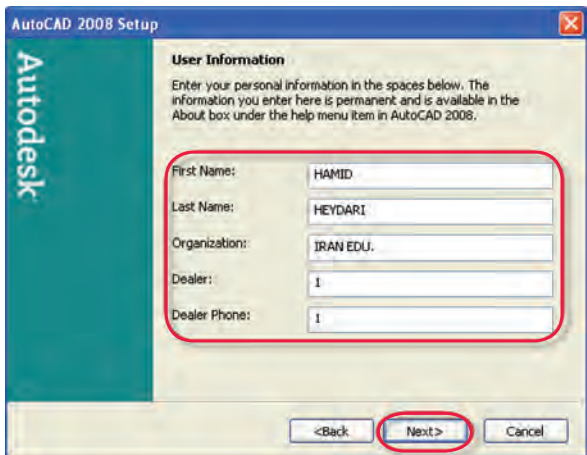 AutoCAD 2008 Setup
Autodesk
User Information
Enter your personal information in the spaces below. The
information you enter here is permanent and is available in the
About box under the help menu item in AutoCAD 2008.
First Name: HAMID
Last Name: HEYDARI
Organization: IRAN EDU.
Dealer: 1
Dealer Phone: 1
<Back Next> Cancel